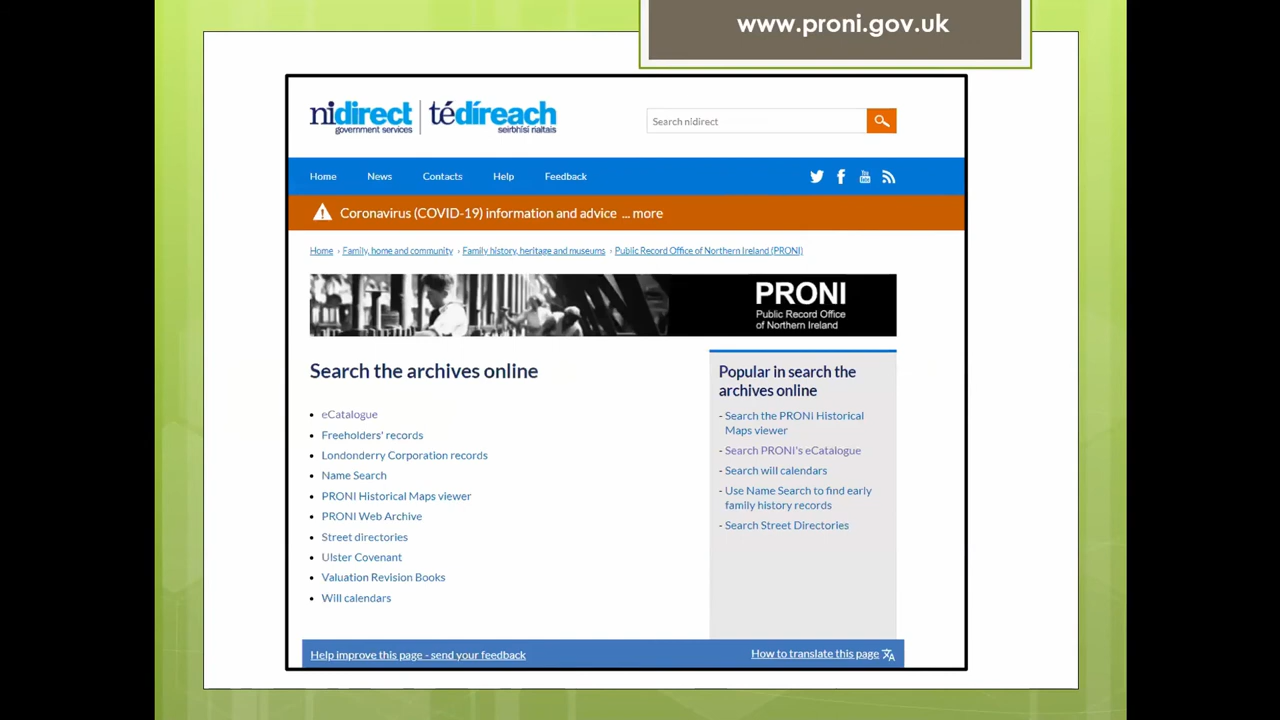 www.proni.gov.uk
nidirect
government services
tédíreach
seirbhísí rialtais
Search nidirect
Home
News
Contacts
Help
Feedback
You
Tube
Coronavirus (COVID-19) information and advice ... more
Home › Family, home and community › Family history, heritage and museums › Public Record Office of Northern Ireland (PRONI)
PRONI
Public Record Office
of Northern Ireland
Search the archives online
eCatalogue
Freeholders' records
Londonderry Corporation records
Name Search
PRONI Historical Maps viewer
PRONI Web Archive
Street directories
Ulster Covenant
Valuation Revision Books
Will calendars
Popular in search the
archives online
- Search the PRONI Historical
Maps viewer
- Search PRONI's eCatalogue
- Search will calendars
- Use Name Search to find early
family history records
- Search Street Directories
Help improve this page - send your feedback
How to translate this page